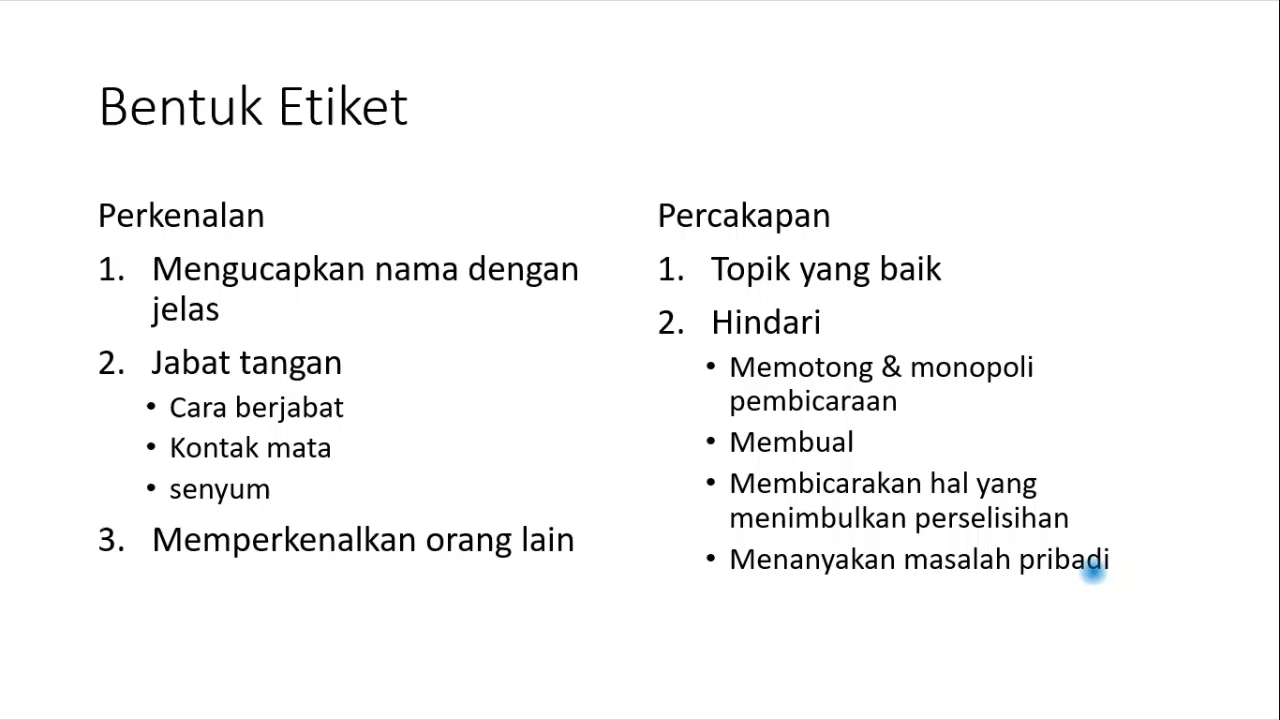 Bentuk Etiket
Perkenalan
1. Mengucapkan nama dengan
jelas
2. Jabat tangan
• Cara berjabat
• Kontak mata
• senyum
3. Memperkenalkan orang lain
Percakapan
1. Topik yang baik
2. Hindari
• Memotong & monopoli
pembicaraan
• Membual
• Membicarakan hal yang
menimbulkan perselisihan
• Menanyakan masalah pribadi